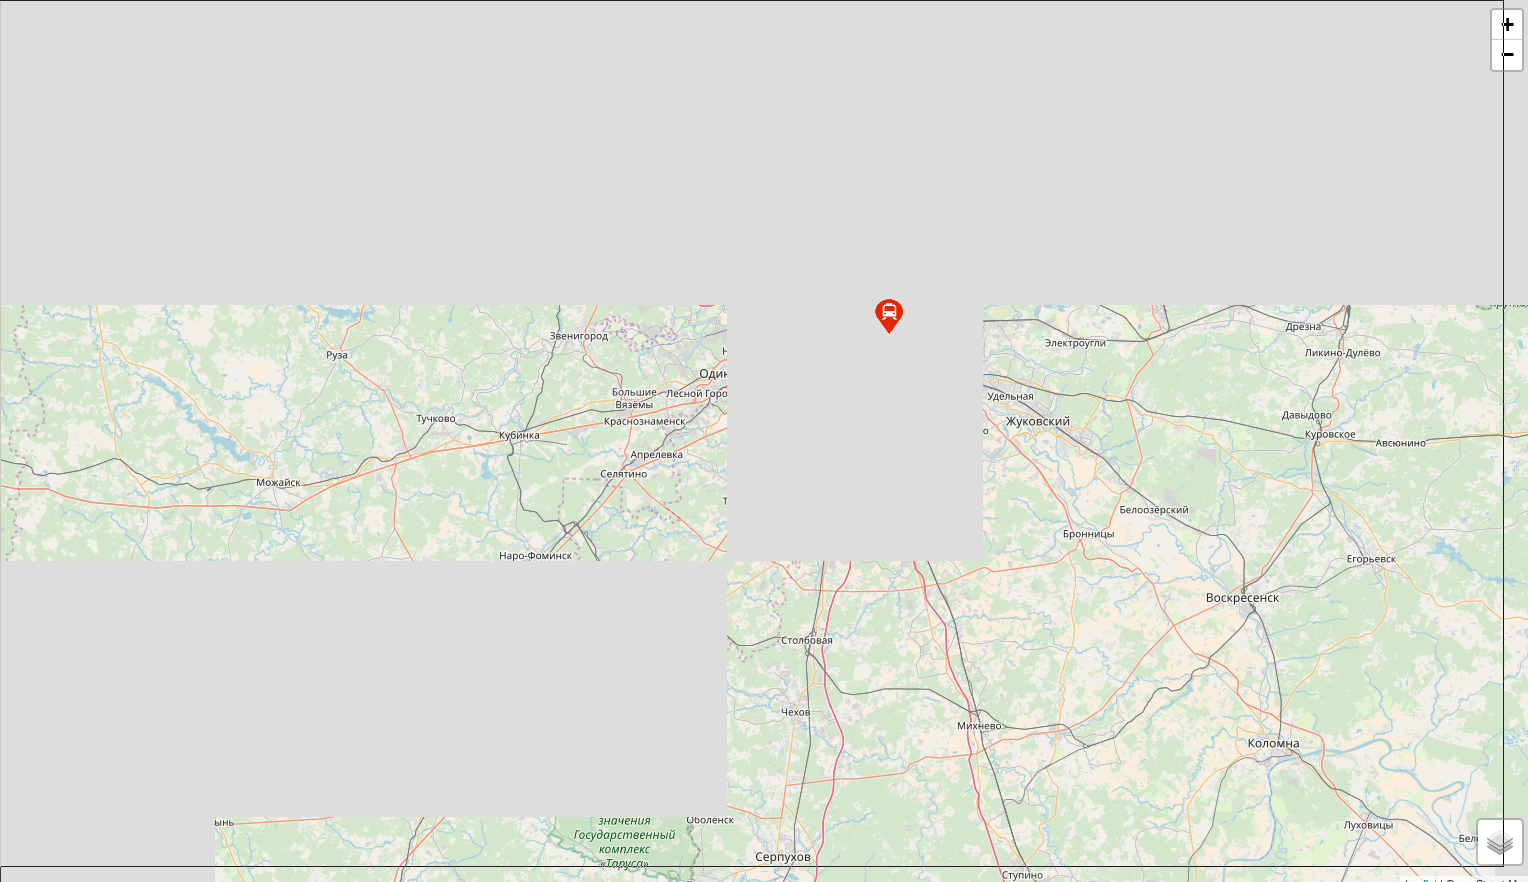 +
−
Звенигород
Дрезна
Электроугли
Руза
Ликино-Дулёво
Один
Большие
Вязёмы
Лесной Горо
Удельная
Тучково
Краснознаменск
Жуковский
Давыдово
Кубинка
Куровское
Авсюнино
Апрелевка
Селятино
Можайск
Белоозёрский
Бронницы
Наро-Фоминск
Егорьевск
Воскресенск
Столбовая
Чехов
Михнево
Коломна
ынь
значения
Государственный
комплекс
«Таруса»
Оболенск
Луховицы
Серпухов
Ступино